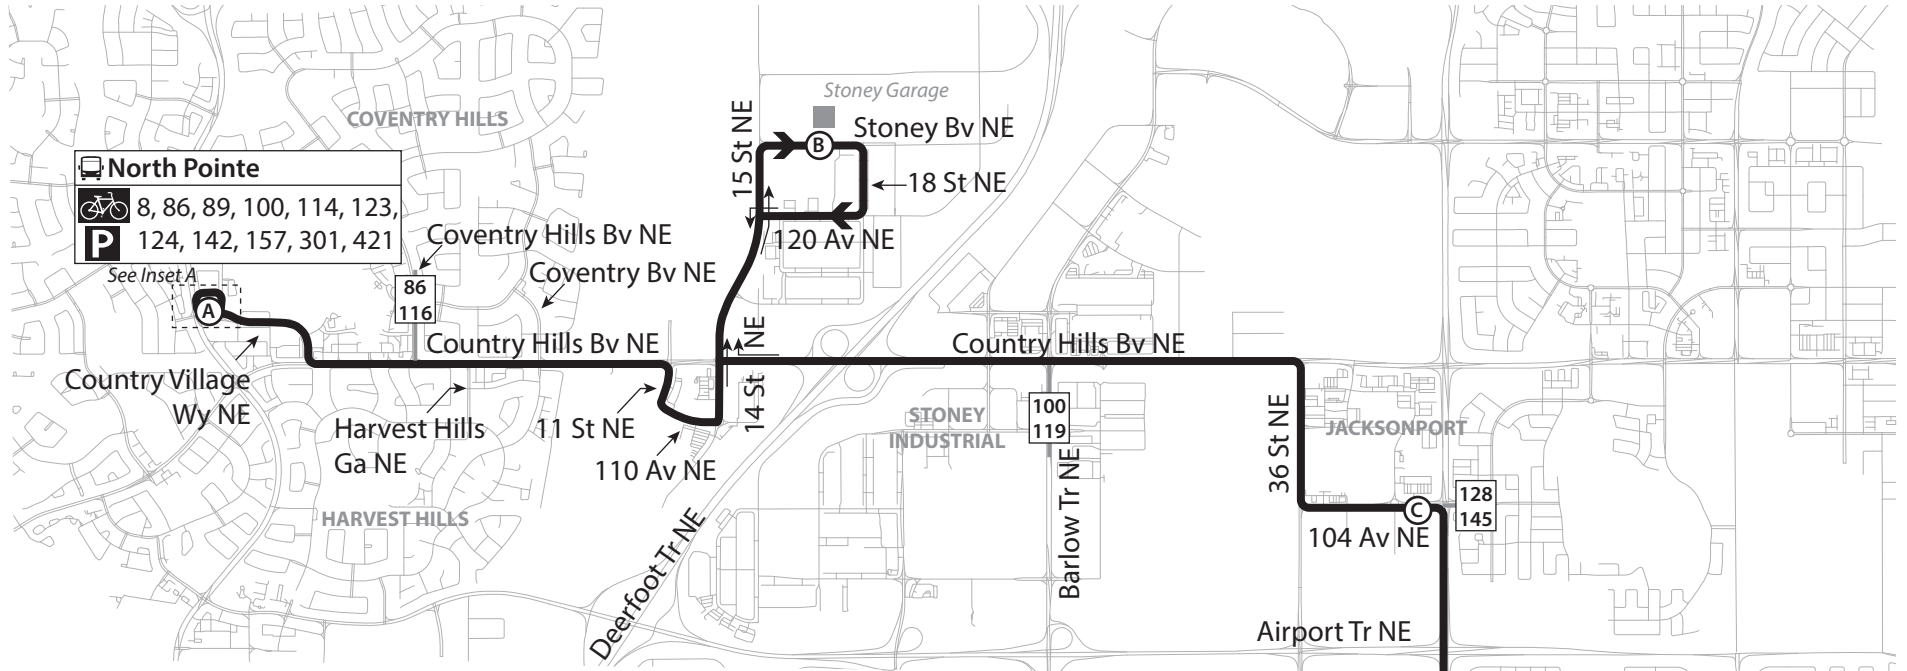 Stoney Garage
COVENTRY HILLS
15 St NE
Stoney Bv NE
B
North Pointe
8, 86, 89, 100, 114, 123,
P
124, 142, 157, 301, 421
18 St NE
Coventry Hills Bv NE
120 Av NE
See Inset A
Coventry Bv NE
86
116
A
Country Hills Bv NE
14 St NE
Country Hills Bv NE
Country Village
Wy NE
Harvest Hills
Ga NE
11 St NE
110 Av NE
STONEY
INDUSTRIAL
100
119
36 St NE
JACKSONPORT
Barlow Tr NE
HARVEST HILLS
Deerfoot Tr NE
C
128
145
104 Av NE
Airport Tr NE